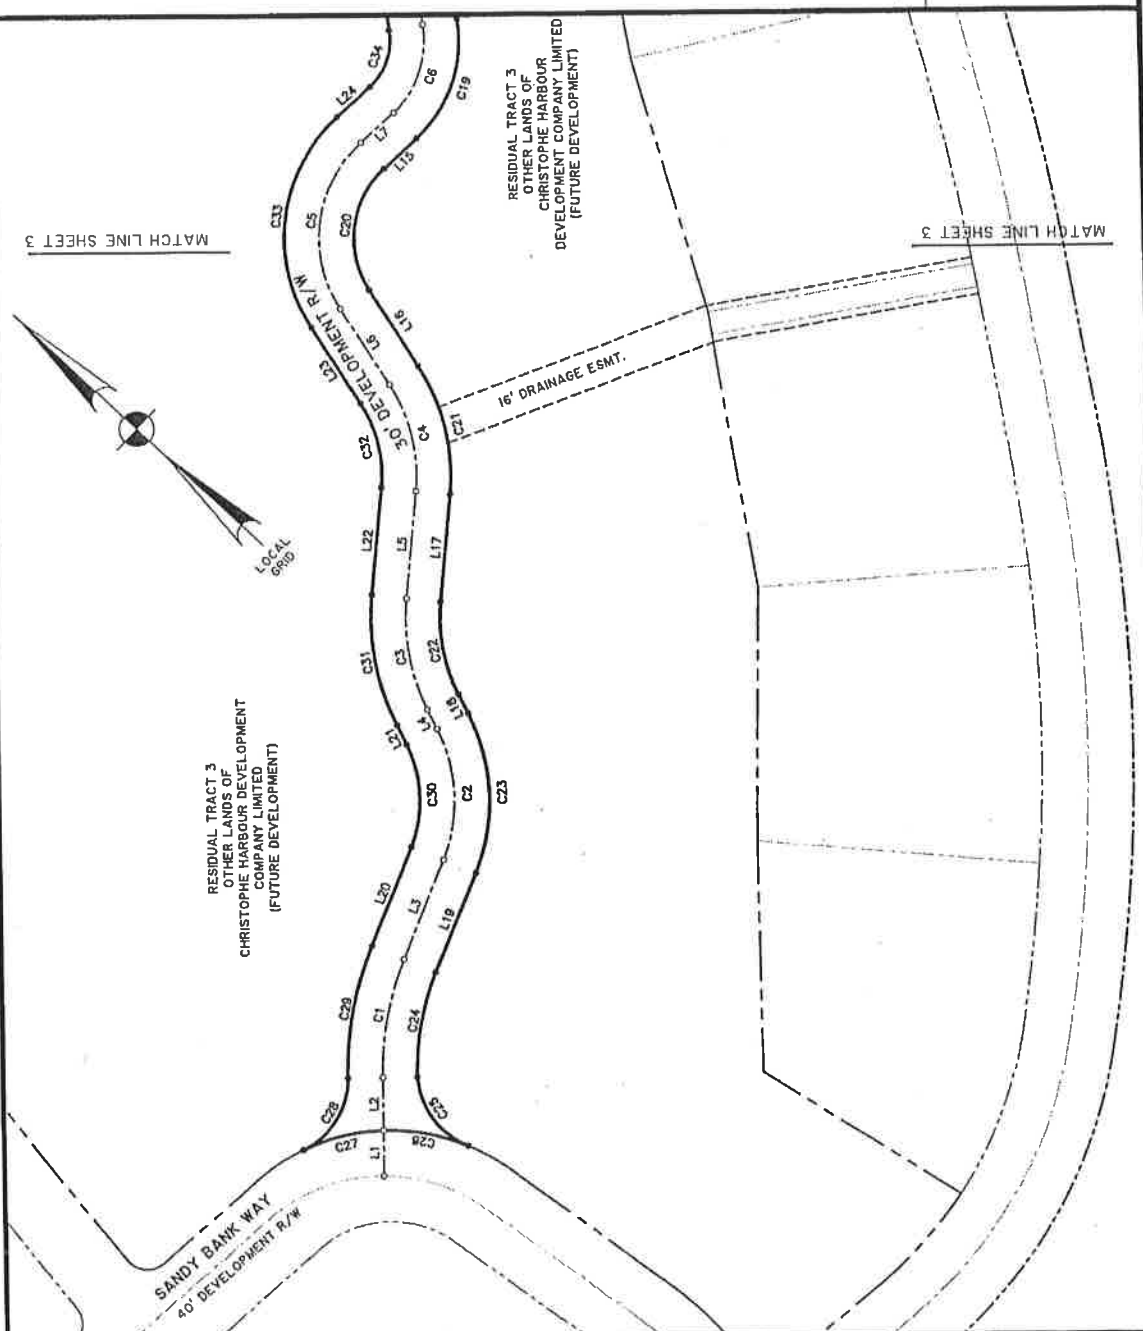 C34
C6
C19
L24
L7
L15
RESIDUAL TRACT 3
OTHER LANDS OF
CHRISTOPHE HARBOUR
DEVELOPMENT COMPANY LIMITED
(FUTURE DEVELOPMENT)
C33
C5
C20
MATCH LINE SHEET 3
MATCH LINE SHEET 3
30' DEVELOPMENT R/W
L6
L16
L23
16' DRAINAGE ESMT.
C32
C4
C21
LOCAL
GRID
L22
L5
L17
C31
C3
C22
L4
L18
L21
RESIDUAL TRACT 3
OTHER LANDS OF
CHRISTOPHE HARBOUR DEVELOPMENT
COMPANY LIMITED
(FUTURE DEVELOPMENT)
C30
C2
C23
L20
L3
L19
C29
C1
C24
C28
L2
C25
C27
L1
C26
SANDY BANK WAY
40' DEVELOPMENT R/W